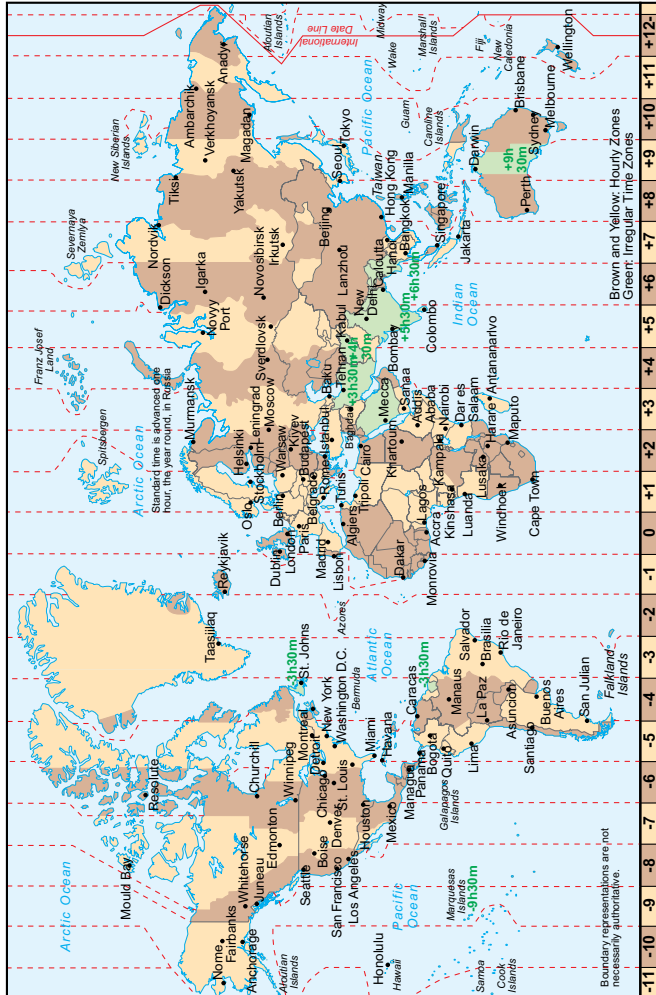 Arctic Ocean
Spitsbergen
Franz Josef
Land
Severnaya
Zemlya
New Siberian
Islands
Arctic Ocean
Standard time is advanced one
hour, the year round, in Russia
Mould Bay
Resolute
Taasiilaq
Reykjavik
Murmansk
Novyy
Port
Dickson
Igarka
Nordvik
Tiksi
Ambarchik
Verkhoyansk
Anadyr
Yakutsk
Magadan
Aleutian
Islands
International
Date Line
Nome
Fairbanks
Anchorage
Whitehorse
Juneau
Aleutian
Islands
Edmonton
Churchill
Winnipeg
Seattle
Boise
San Francisco
Los Angeles
Denver
Houston
Chicago
St. Louis
Detroit
Montreal
New York
Washington D.C.
-3h30m
St. Johns
Bermuda
Miami
Havana
Mexico
Azores
Atlantic
Ocean
Oslo
Stockholm
Helsinki
Leningrad
Moscow
Sverdlovsk
Novosibirsk
Irkutsk
Dublin
London
Paris
Berlin
Warsaw
Kiyev
Budapest
Belgrade
Rome
Istanbul
Madrid
Lisbon
Algiers
Tunis
Tripoli
Cairo
Baku
Tehran
Baghdad
+3h30m
+4h
30m
Kabul
New
Delhi
Lanzhou
Beijing
Seoul
Tokyo
Pacific Ocean
Midway
Wake
Marshall
Islands
Guam
Caroline
Islands
Taiwan
Hong Kong
Manilla
Hanoi
Bangkok
Calcutta
Bombay
+5h30m
+6h30m
Colombo
Singapore
Jakarta
Indian
Ocean
Honolulu
Hawaii
Pacific
Ocean
Marquesas
Islands
-9h30m
Samoa
Cook
Islands
Managua
Panama
Galapagos
Islands
Bogota
Quito
Caracas
-3h30m
Manaus
Lima
La Paz
Salvador
Brasilia
Rio de
Janeiro
Asuncion
Santiago
Buenos
Aires
San Julian
Falkland
Islands
Dakar
Monrovia
Accra
Lagos
Khartoum
Mecca
Sanaa
Addis
Ababa
Nairobi
Kampala
Kinshasa
Luanda
Lusaka
Dar es
Salaam
Harare
Antananarivo
Windhoek
Maputo
Cape Town
Darwin
+9h
30m
Perth
Brisbane
Sydney
Melbourne
Fiji
New
Caledonia
Wellington
Boundary representations are not
necessarily authoritative.
Brown and Yellow: Hourly Zones
Green: Irregular Time Zones
-11 -10 -9 -8 -7 -6 -5 -4 -3 -2 -1 0 +1 +2 +3 +4 +5 +6 +7 +8 +9 +10 +11 +12-